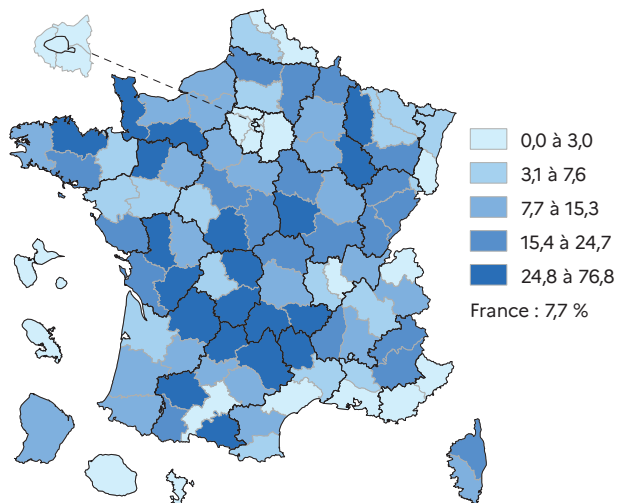 0,0 à 3,0
3,1 à 7,6
7,7 à 15,3
15,4 à 24,7
24,8 à 76,8
France : 7,7 %